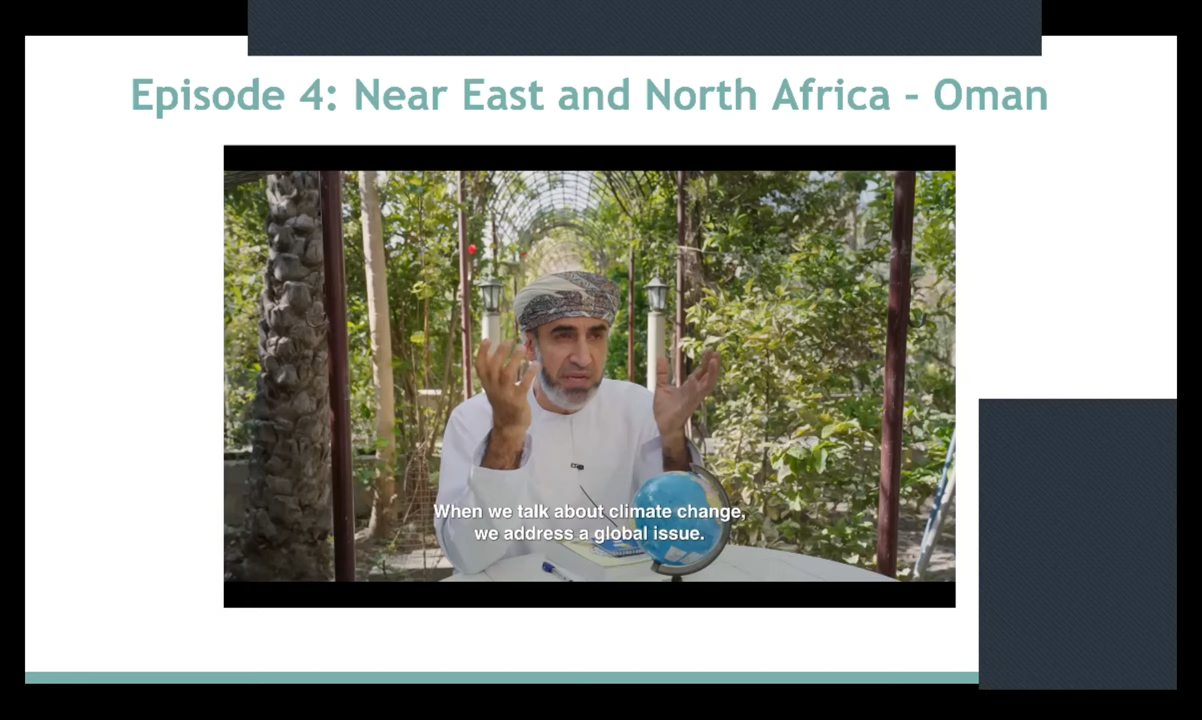 Episode 4: Near East and North Africa – Oman
When we talk about climate change,
we address a global issue.